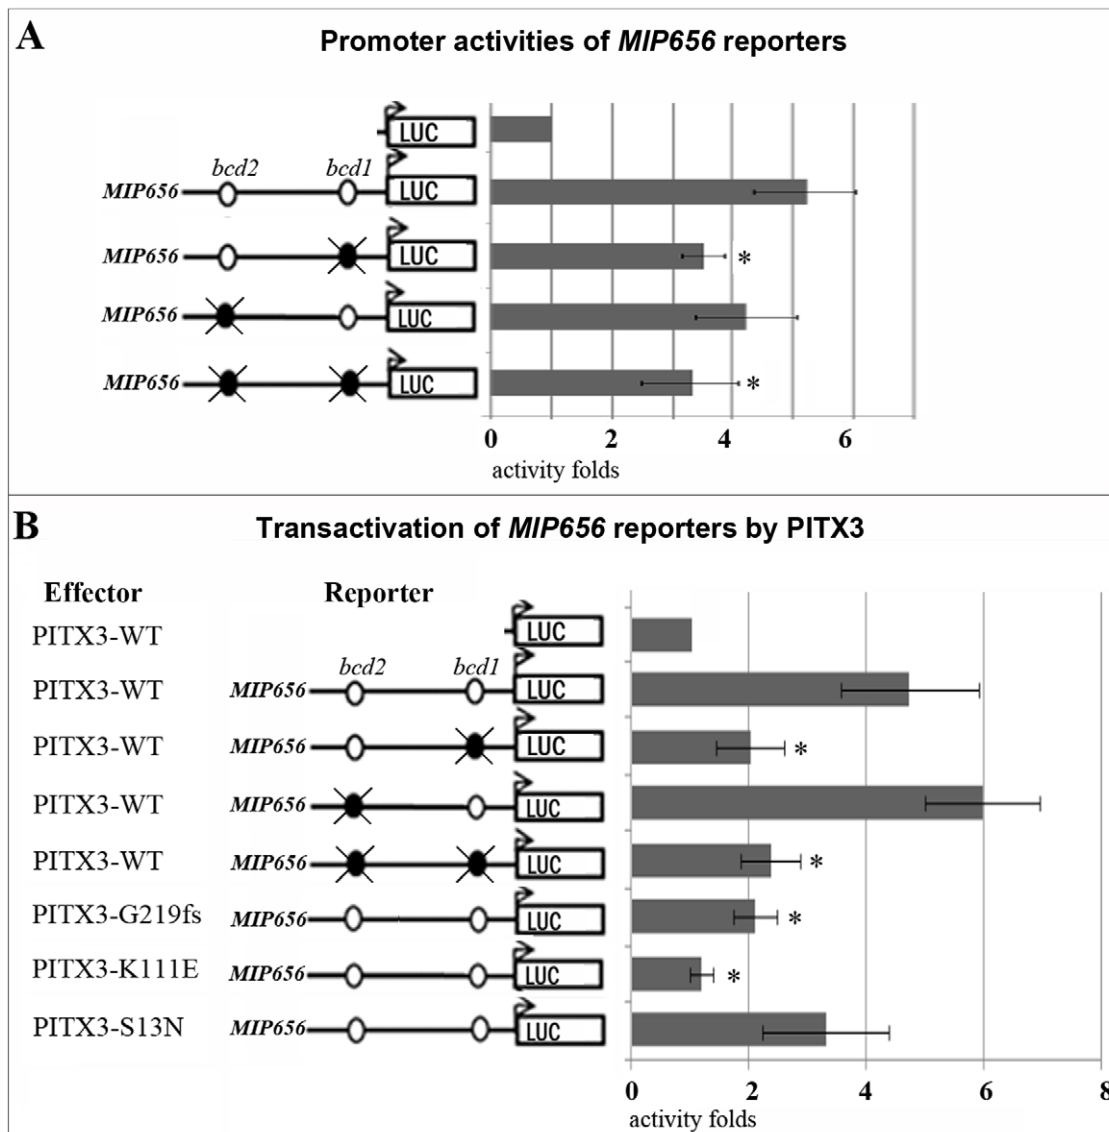 A
Promoter activities of MIP656 reporters
LUC
bcd2 bcd1
MIP656 LUC
MIP656 LUC *
MIP656 LUC
MIP656 LUC *
0 2 4 6
activity folds
B
Transactivation of MIP656 reporters by PITX3
Effector Reporter
PITX3-WT LUC
bcd2 bcd1
PITX3-WT MIP656 LUC
PITX3-WT MIP656 LUC *
PITX3-WT MIP656 LUC
PITX3-WT MIP656 LUC *
PITX3-G219fs MIP656 LUC *
PITX3-K111E MIP656 LUC *
PITX3-S13N MIP656 LUC
0 2 4 6 8
activity folds